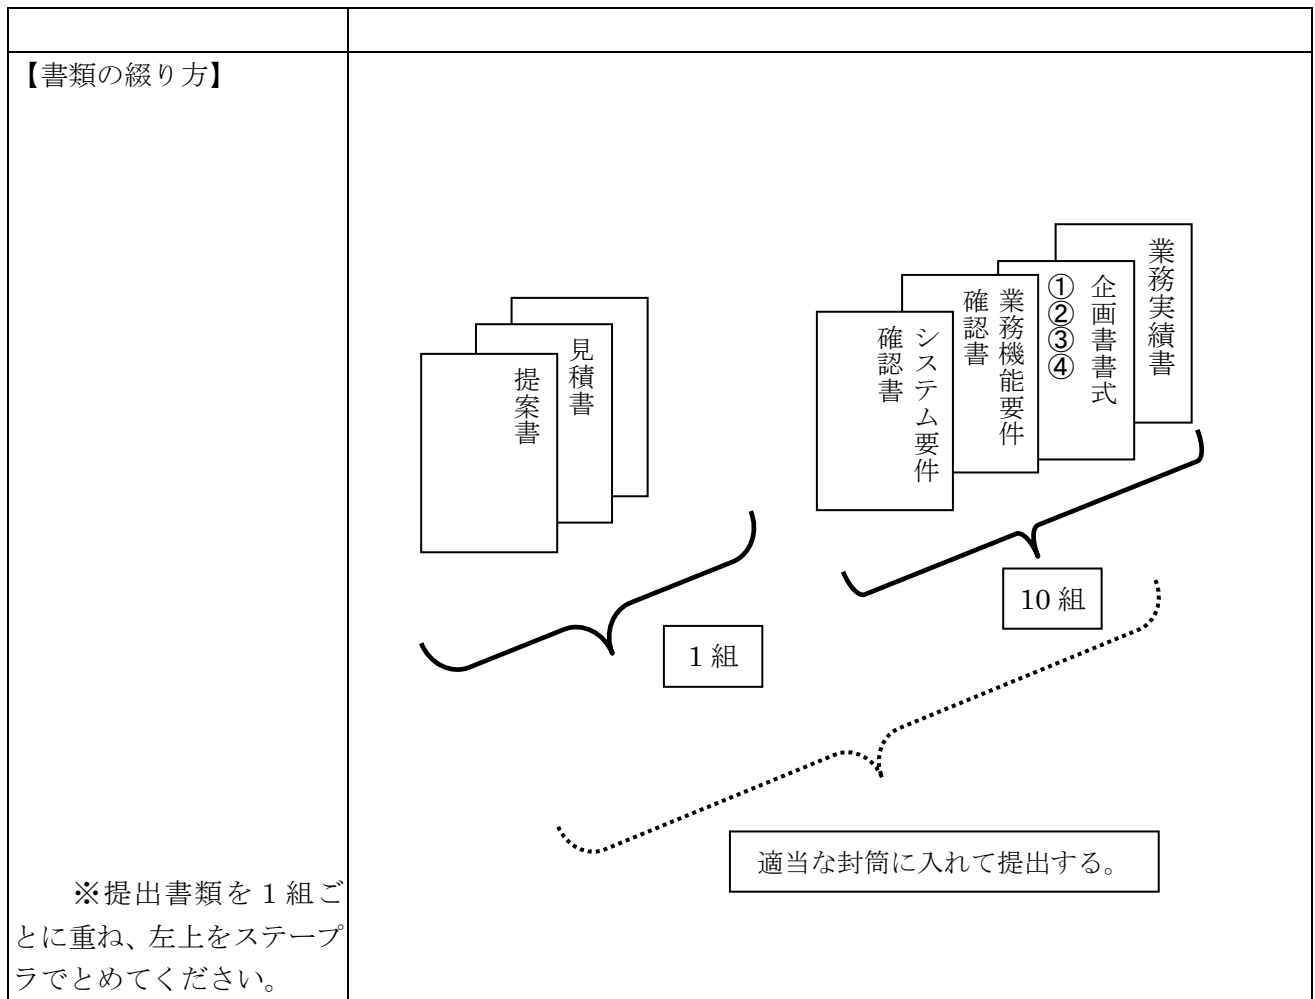 【書類の綴り方】
※提出書類を1組ご
とに重ね、左上をステープ
ラでとめてください。
提案書
見積書
1組
システム要件
確認書
業務機能要件
確認書
企画書書式
①②③④
業務実績書
10組
適当な封筒に入れて提出する。